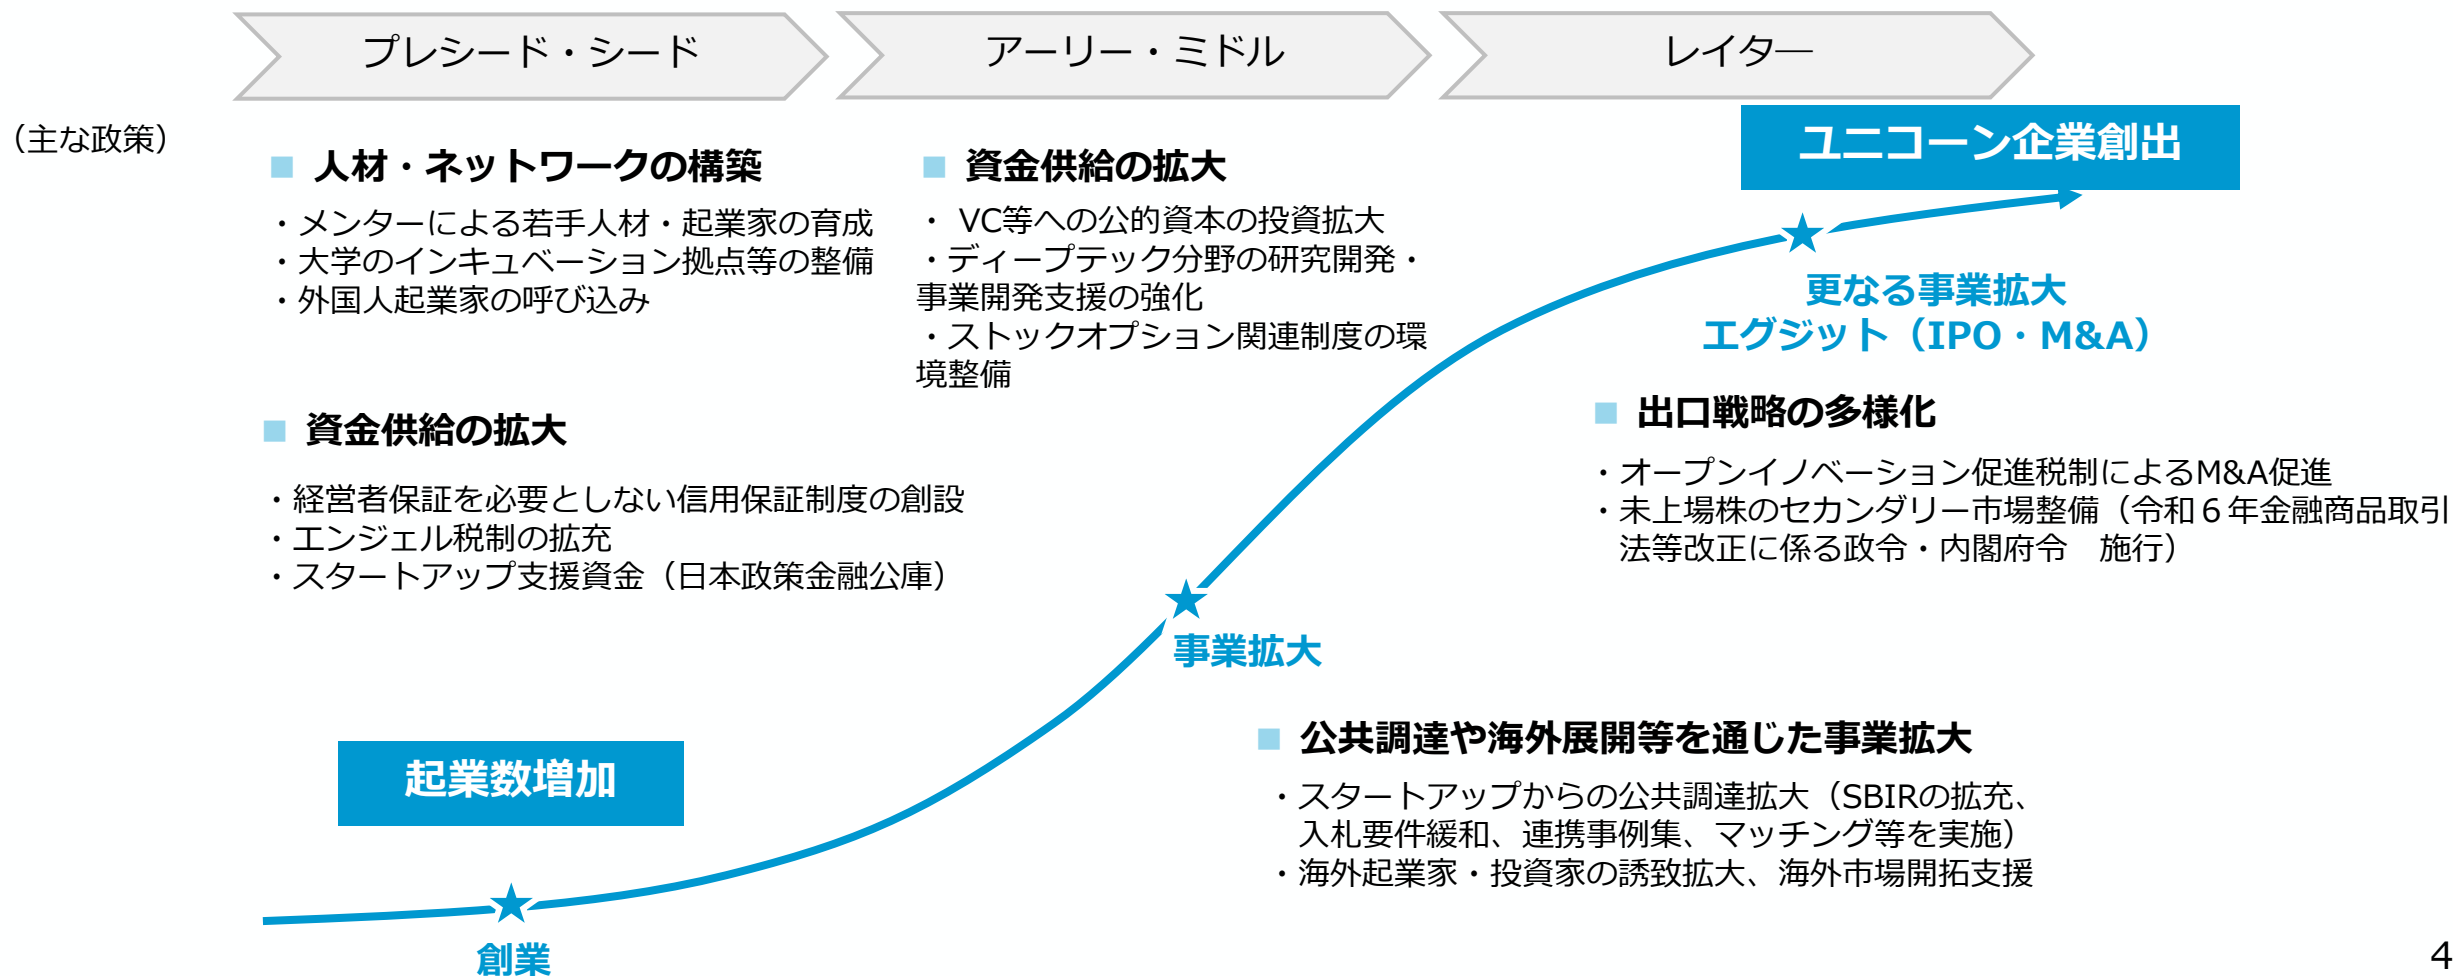 プレシード・シード
アーリー・ミドル
レイタ―
（主な政策）
■ 人材・ネットワークの構築
・メンターによる若手人材・起業家の育成
・大学のインキュベーション拠点等の整備
・外国人起業家の呼び込み
■ 資金供給の拡大
・経営者保証を必要としない信用保証制度の創設
・エンジェル税制の拡充
・スタートアップ支援資金（日本政策金融公庫）
■ 資金供給の拡大
・ VC等への公的資本の投資拡大
・ディープテック分野の研究開発・
事業開発支援の強化
・ストックオプション関連制度の環
境整備
ユニコーン企業創出
更なる事業拡大
エグジット（IPO・M&A）
■ 出口戦略の多様化
・オープンイノベーション促進税制によるM&A促進
・未上場株のセカンダリー市場整備（令和６年金融商品取引
法等改正に係る政令・内閣府令　施行）
事業拡大
■ 公共調達や海外展開等を通じた事業拡大
・スタートアップからの公共調達拡大（SBIRの拡充、
入札要件緩和、連携事例集、マッチング等を実施）
・海外起業家・投資家の誘致拡大、海外市場開拓支援
起業数増加
創業
4